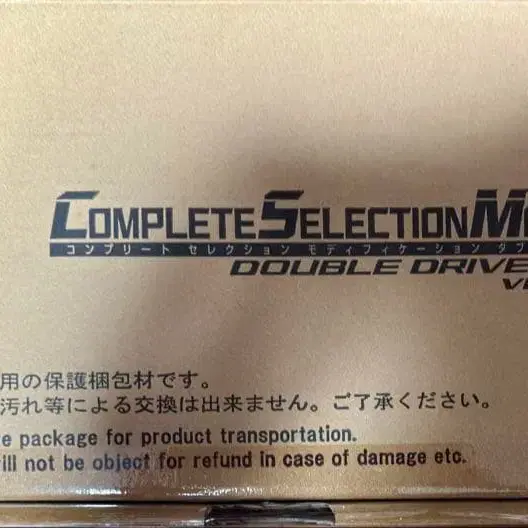 COMPLETE SELECTION M
コンプリート セレクション モディフィケーション ダブ
DOUBLE DRIVE
用の保護梱包材です。
汚れ等による交換は出来ません。ご了承ください。
e package for product transportation.
ill not be object for refund in case of damage etc.